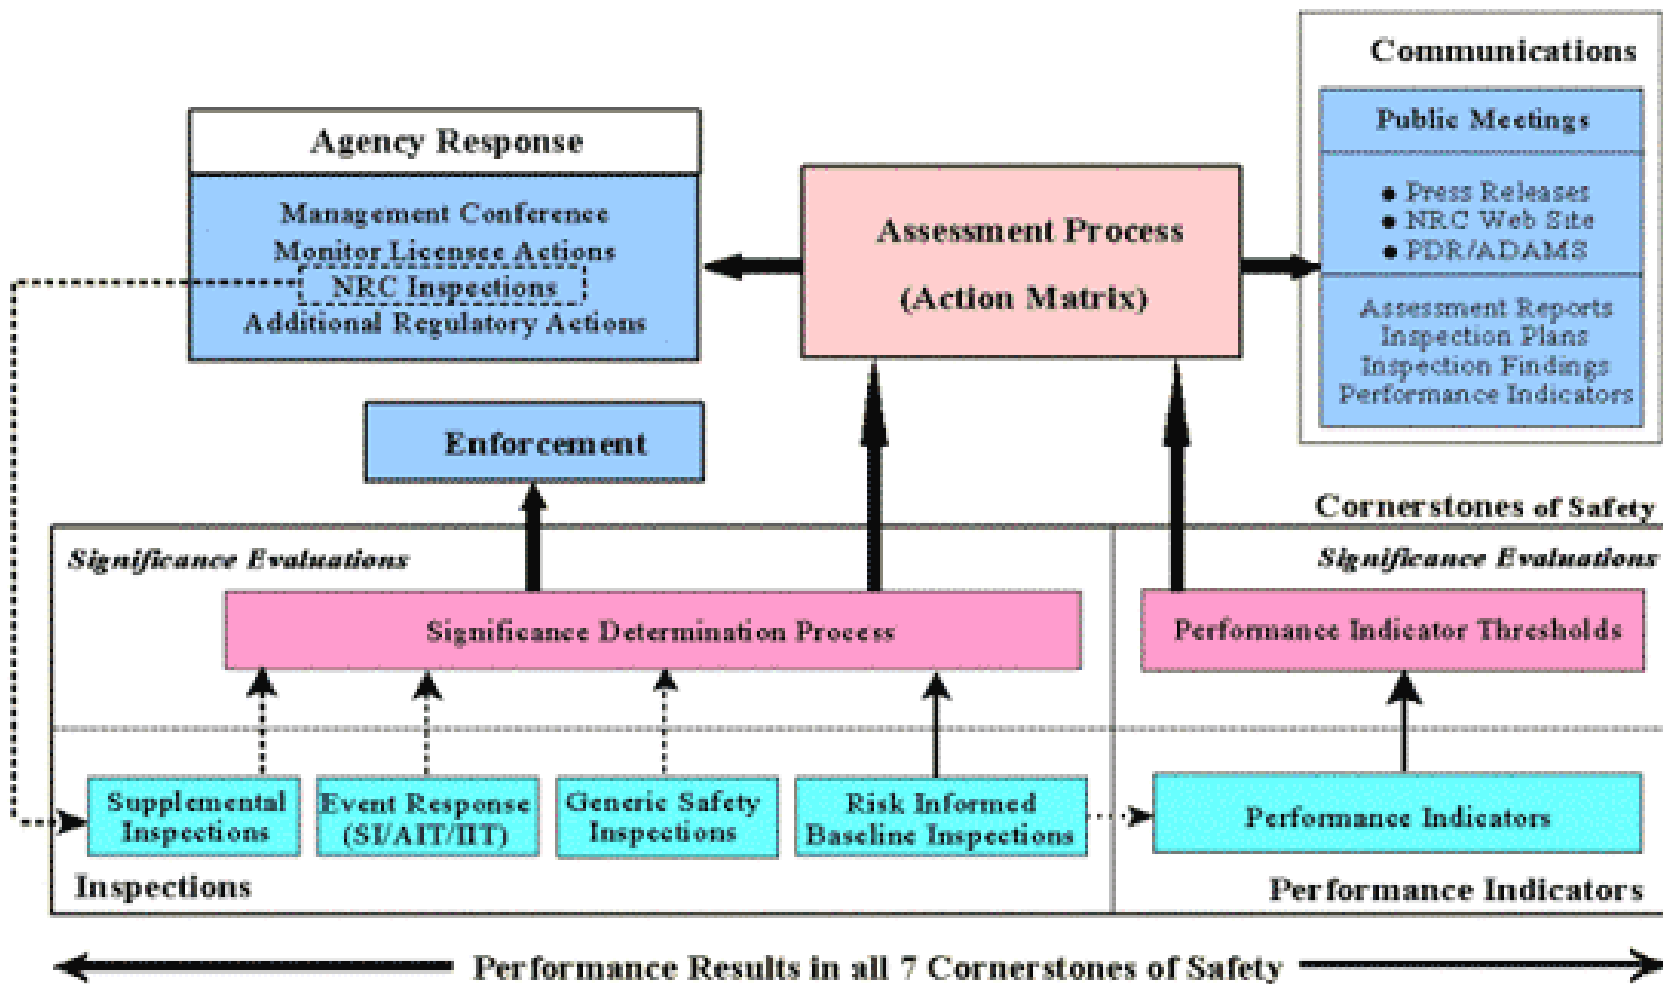 Communications
Public Meetings
● Press Releases
● NRC Web Site
● PDR/ADAMS
Assessment Reports
Inspection Plans
Inspection Findings
Performance Indicators
Agency Response
Management Conference
Monitor Licensee Actions
NRC Inspections
Additional Regulatory Actions
Assessment Process
(Action Matrix)
Enforcement
Cornerstones of Safety
Significance Evaluations
Significance Evaluations
Significance Determination Process
Performance Indicator Thresholds
Supplemental
Inspections
Event Response
(SI/AIT/IIT)
Generic Safety
Inspections
Risk Informed
Baseline Inspections
Performance Indicators
Inspections
Performance Indicators
Performance Results in all 7 Cornerstones of Safety